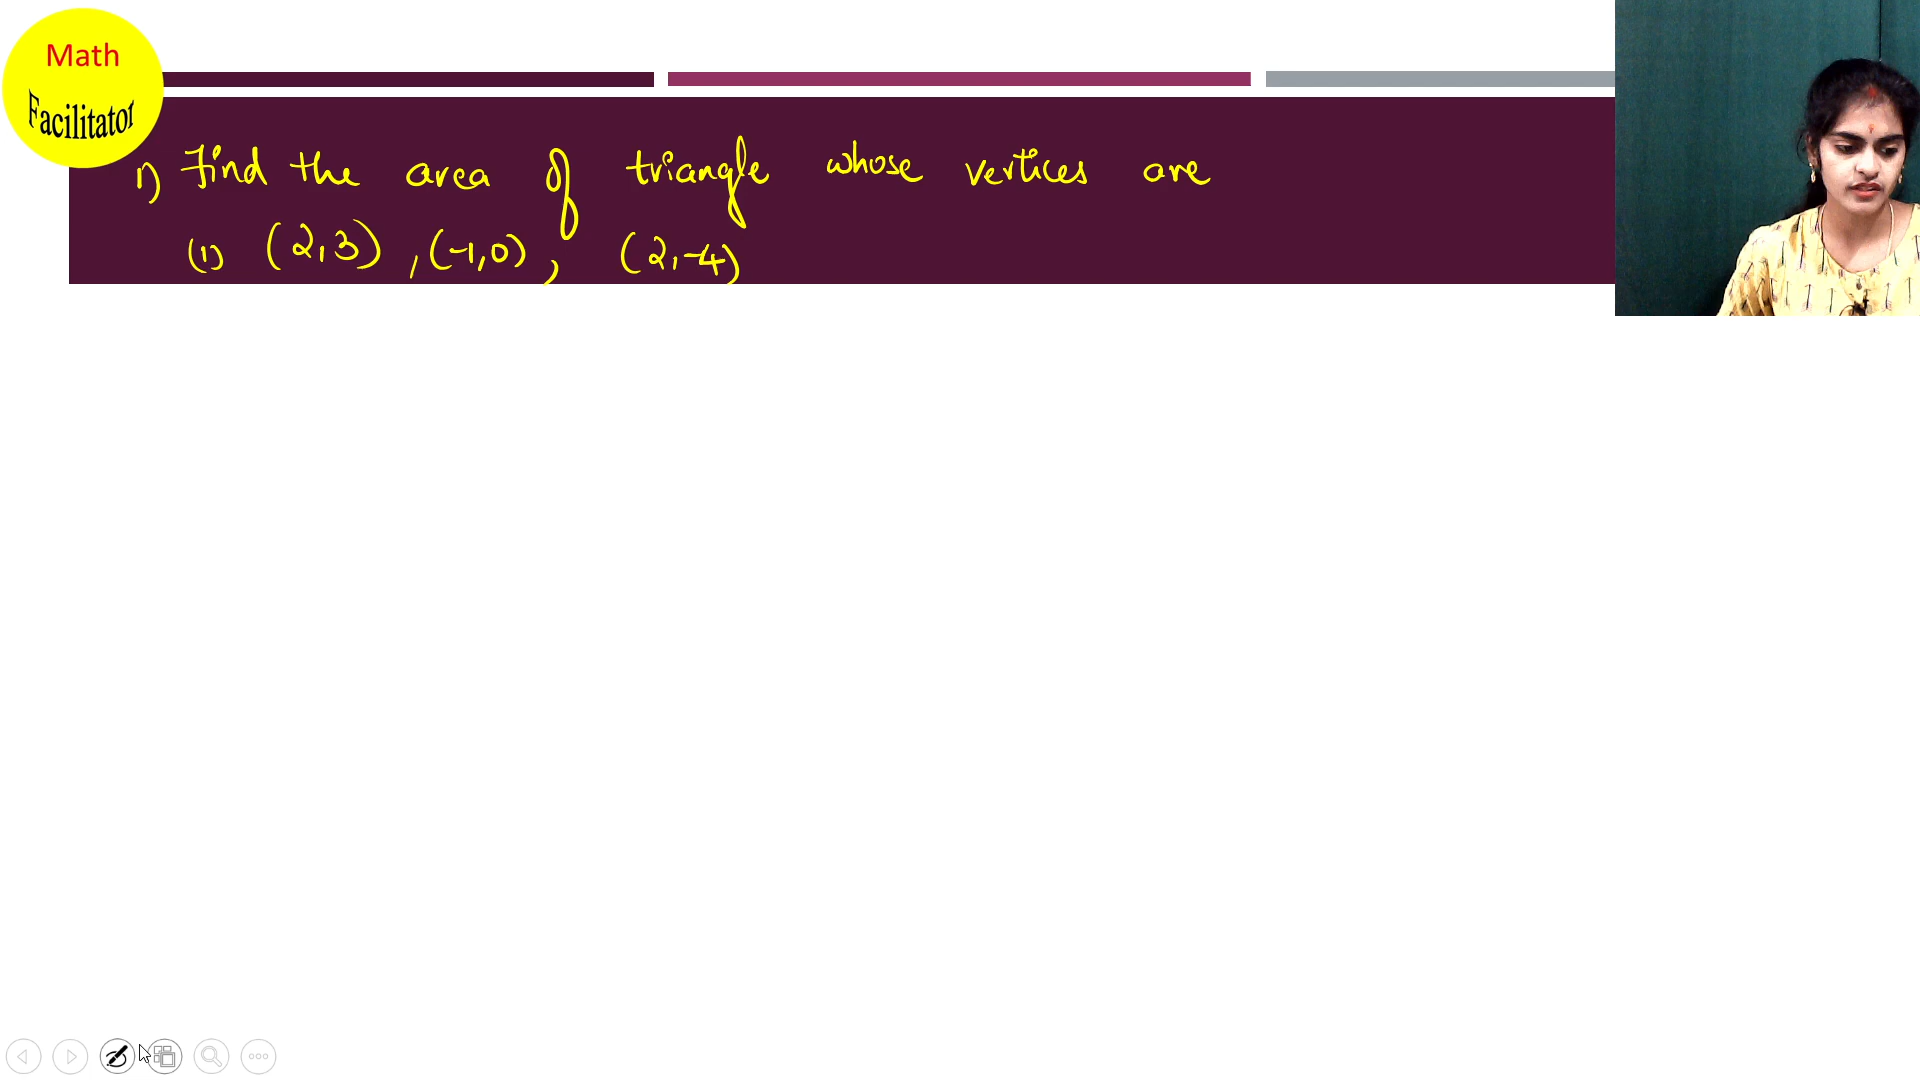 Math
Facilitator
1) Find the area of triangle whose vertices are
(1) (2,3) , (-1,0) , (2,-4)